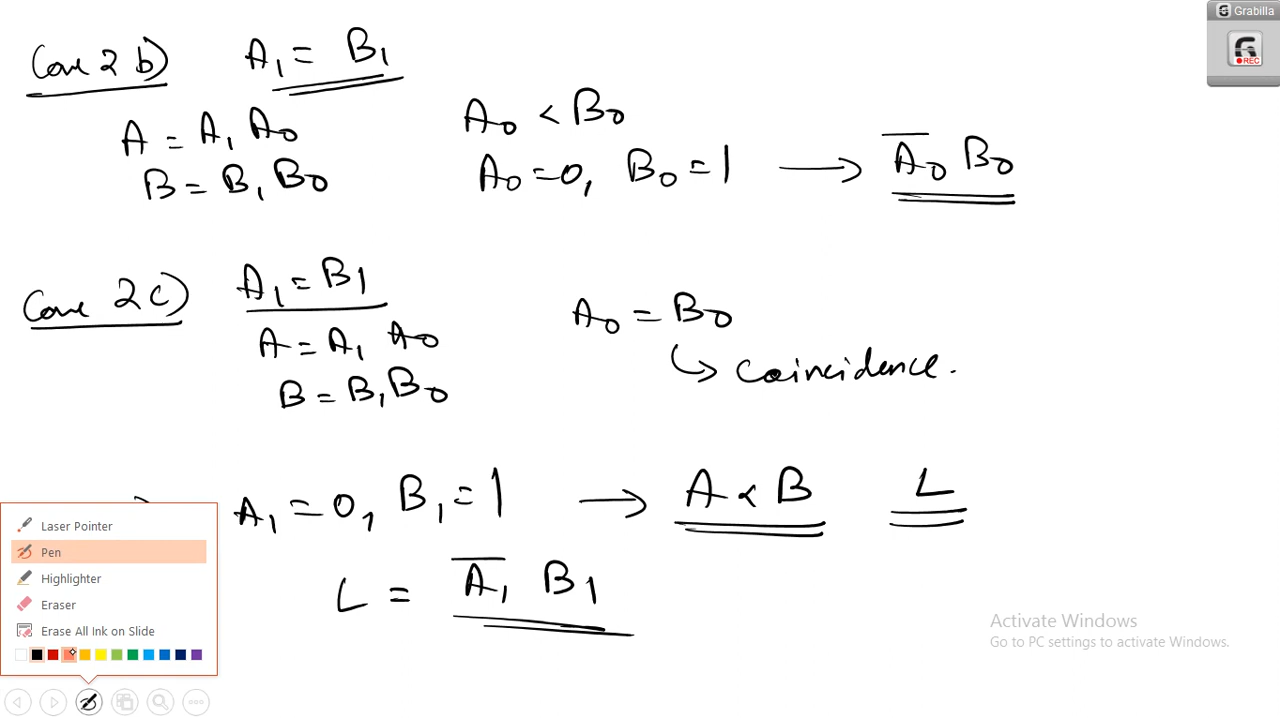 Grabilla
REC
Case 2 b) A₁ = B₁
A = A₁ A₀ A₀ < B₀
B = B₁ B₀ A₀ = 0, B₀ = 1 → A̅₀ B₀
Case 2 c) A₁ = B1
A = A₁ A₀ A₀ = B₀
B = B₁ B₀ ↳ coincidence.
A₁ = 0, B₁ = 1 → A < B L
L = A̅₁ B₁
Laser Pointer
Pen
Highlighter
Eraser
Erase All Ink on Slide
Activate Windows
Go to PC settings to activate Windows.